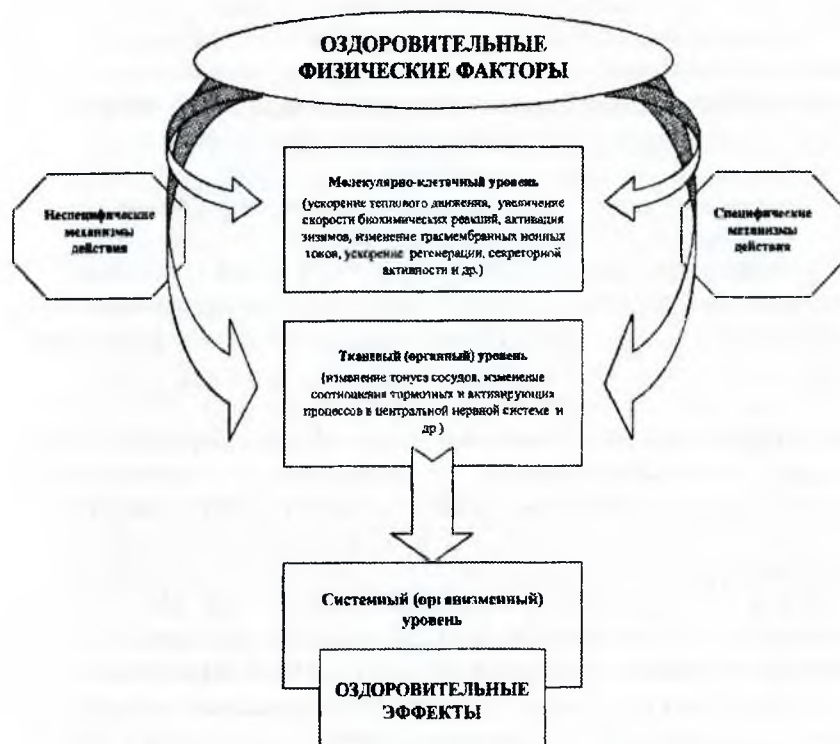 ОЗДОРОВИТЕЛЬНЫЕ
ФИЗИЧЕСКИЕ ФАКТОРЫ
Молекулярно-клеточный уровень
(ускорение теплового движения, увеличение
скорости биохимических реакций, активация
энзимов, изменение трасмембранных ионных
токов, ускорение регенерации, секреторной
активности и др.)
Неспецифические
механизмы
действия
Специфические
механизмы
действия
Тканевый (органный) уровень
(изменение тонуса сосудов, изменение
соотношения тормозных и активирующих
процессов в центральной нервной системе и
др.)
Системный (организменный)
уровень
ОЗДОРОВИТЕЛЬНЫЕ
ЭФФЕКТЫ